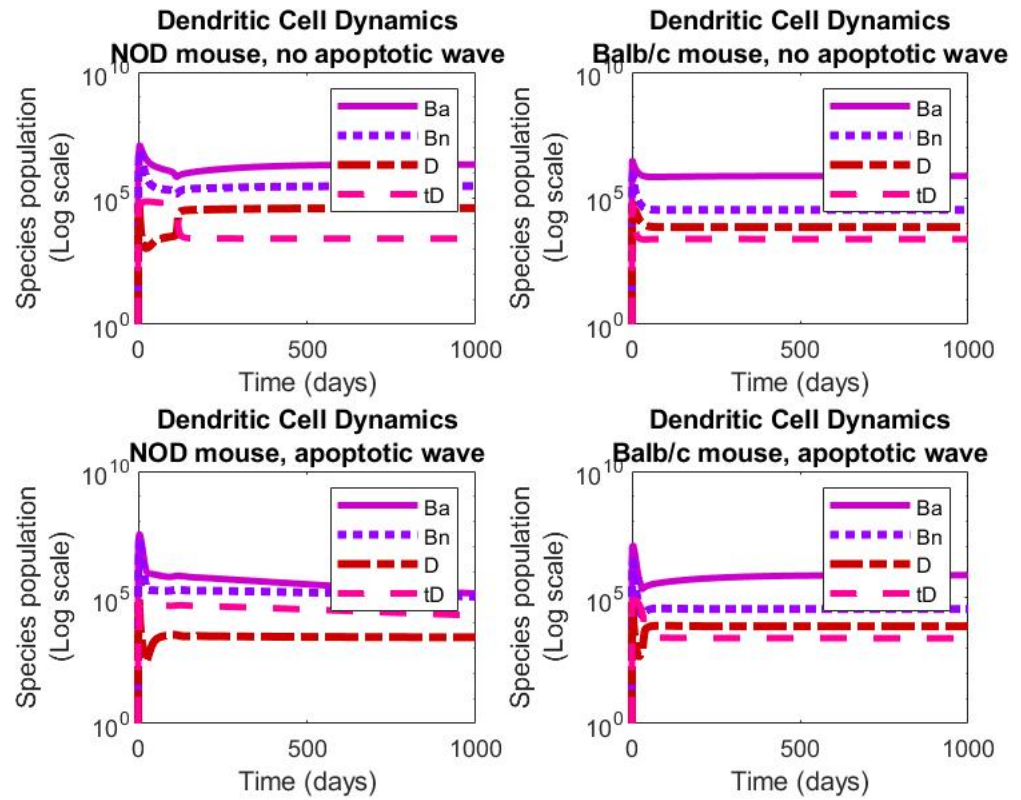 Dendritic Cell Dynamics
NOD mouse, no apoptotic wave
10^10
10^5
10^0
Species population
(Log scale)
Ba
Bn
D
tD
0
500
1000
Time (days)
Dendritic Cell Dynamics
Balb/c mouse, no apoptotic wave
10^10
10^5
10^0
Species population
(Log scale)
Ba
Bn
D
tD
0
500
1000
Time (days)
Dendritic Cell Dynamics
NOD mouse, apoptotic wave
10^10
10^5
10^0
Species population
(Log scale)
Ba
Bn
D
tD
0
500
1000
Time (days)
Dendritic Cell Dynamics
Balb/c mouse, apoptotic wave
10^10
10^5
10^0
Species population
(Log scale)
Ba
Bn
D
tD
0
500
1000
Time (days)